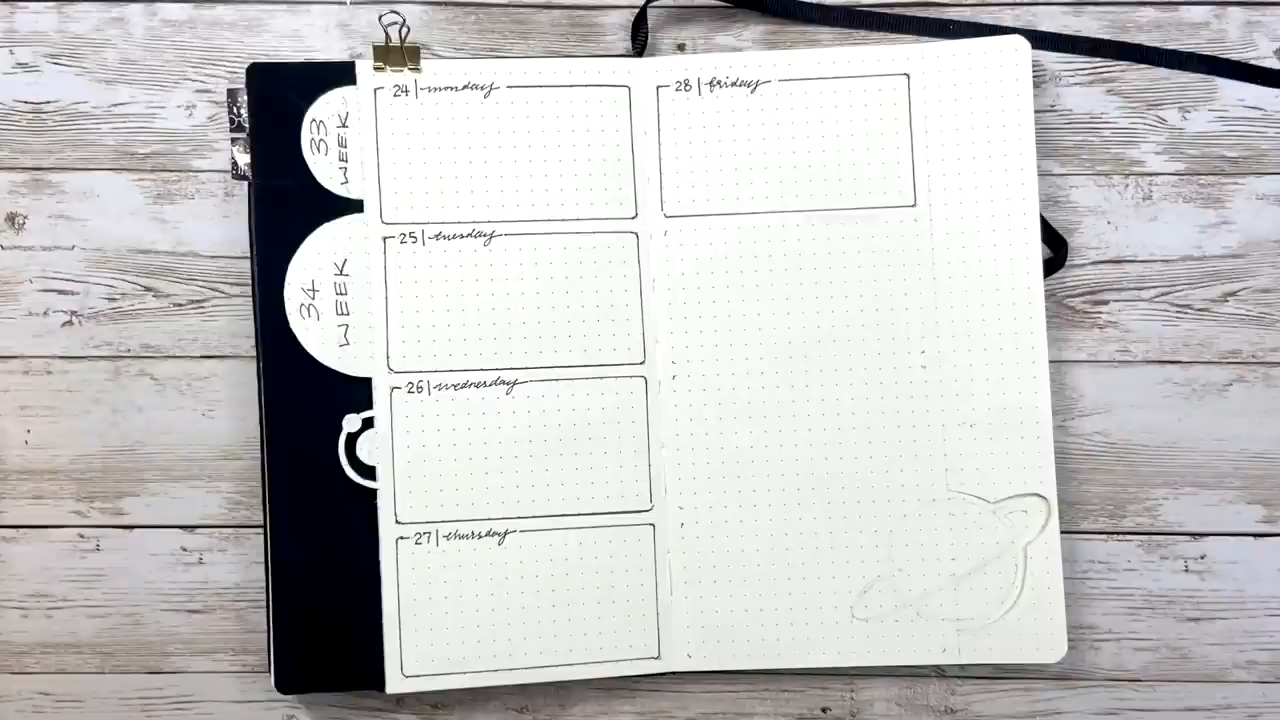 33
WEEK
34
WEEK
24 | monday
25 | tuesday
26 | wednesday
27 | thursday
28 | friday